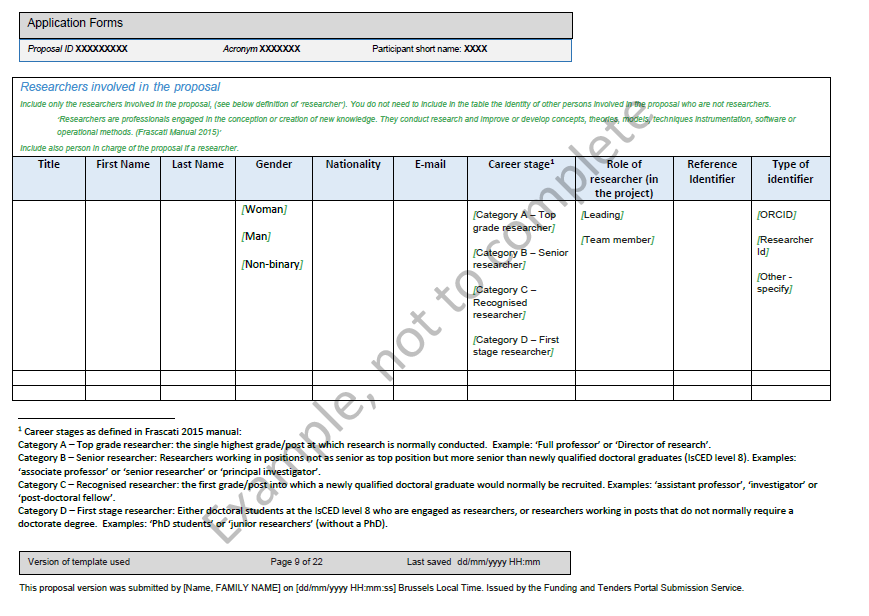 Application Forms
Proposal ID XXXXXXXXX Acronym XXXXXXX Participant short name: XXXX
Researchers involved in the proposal
Include only the researchers involved in the proposal, (see below definition of 'researcher'). You do not need to include in the table the identity of other persons involved in the proposal who are not researchers.
'Researchers are professionals engaged in the conception or creation of new knowledge. They conduct research and improve or develop concepts, theories, models, techniques instrumentation, software or
operational methods. (Frascati Manual 2015)'
Include also person in charge of the proposal if a researcher.
Title First Name Last Name Gender Nationality E-mail Career stage1 Role of researcher (in the project) Reference Identifier Type of identifier
[Woman]
[Man]
[Non-binary]
[Category A – Top
grade researcher]
[Category B – Senior
researcher]
[Category C –
Recognised
researcher]
[Category D – First
stage researcher]
[Leading]
[Team member]
[ORCID]
[Researcher
Id]
[Other -
specify]
Example, not to complete
1 Career stages as defined in Frascati 2015 manual:
Category A – Top grade researcher: the single highest grade/post at which research is normally conducted. Example: 'Full professor' or 'Director of research'.
Category B – Senior researcher: Researchers working in positions not as senior as top position but more senior than newly qualified doctoral graduates (IsCED level 8). Examples:
'associate professor' or 'senior researcher' or 'principal investigator'.
Category C – Recognised researcher: the first grade/post into which a newly qualified doctoral graduate would normally be recruited. Examples: 'assistant professor', 'investigator' or
'post-doctoral fellow'.
Category D – First stage researcher: Either doctoral students at the IsCED level 8 who are engaged as researchers, or researchers working in posts that do not normally require a
doctorate degree. Examples: 'PhD students' or 'junior researchers' (without a PhD).
Version of template used Page 9 of 22 Last saved dd/mm/yyyy HH:mm
This proposal version was submitted by [Name, FAMILY NAME] on [dd/mm/yyyy HH:mm:ss] Brussels Local Time. Issued by the Funding and Tenders Portal Submission Service.